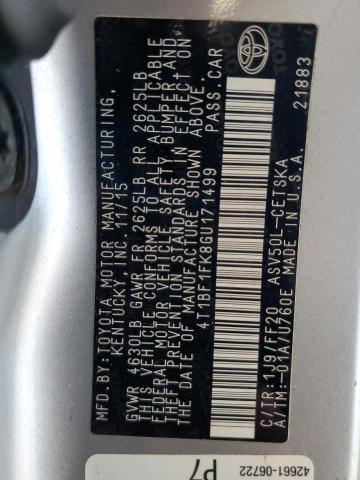 MFD.BY:TOYOTA MOTOR MANUFACTURING,
KENTUCKY, INC. 11/15
GVWR 4630LB GAWR FR 2625LB RR 2625LB
THIS VEHICLE CONFORMS TO ALL APPLICABLE
FEDERAL MOTOR VEHICLE SAFETY, BUMPER, AND
THEFT PREVENTION STANDARDS IN EFFECT ON
THE DATE OF MANUFACTURE SHOWN ABOVE.
4T1BF1FK8GU171499
PASS.CAR
C/TR:1J9/FF20 ASV50L-CETSKA
A/TM:-01A/U760E 21883
42661-06722
P7